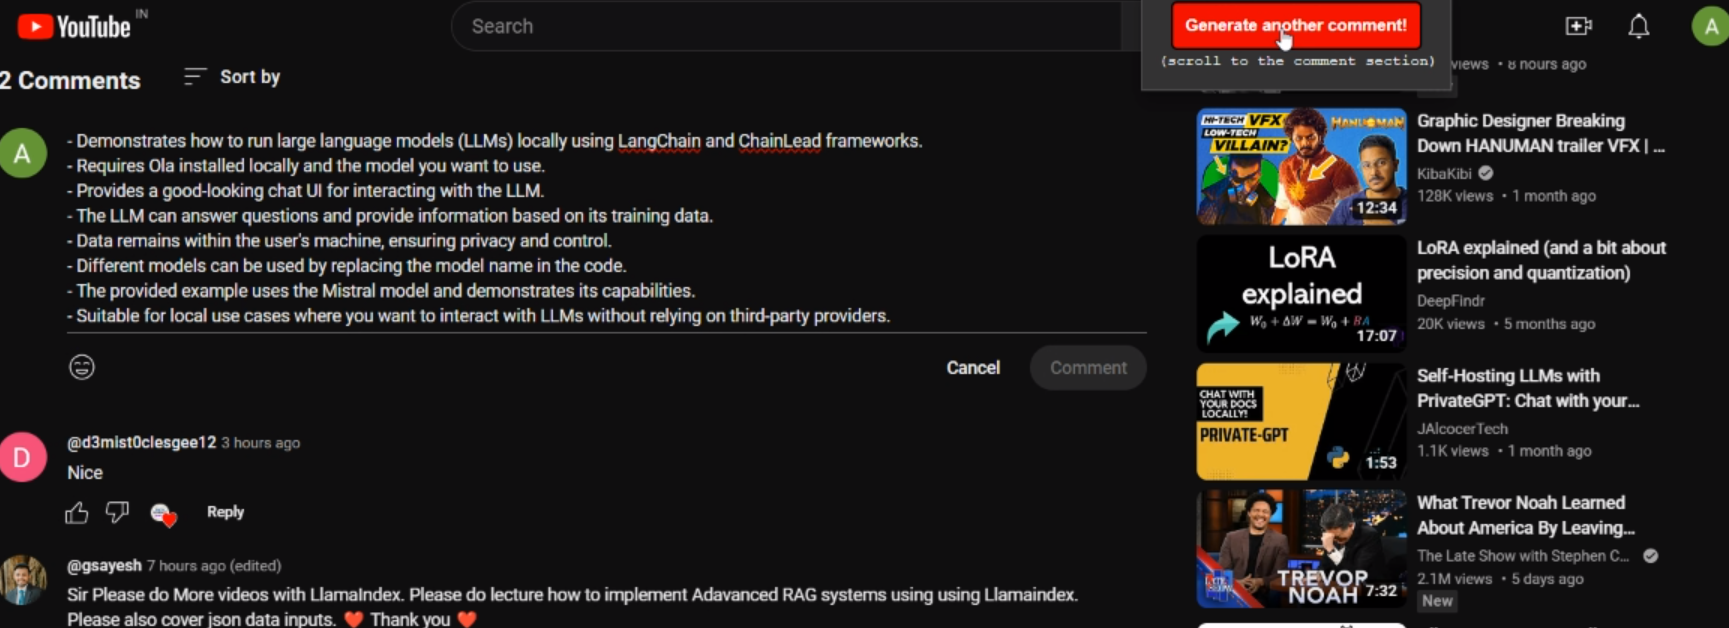 YouTube IN
Search
Generate another comment!
(scroll to the comment section)
2 Comments
Sort by
views • 8 hours ago
A
A
- Demonstrates how to run large language models (LLMs) locally using LangChain and ChainLead frameworks.
- Requires Ola installed locally and the model you want to use.
- Provides a good-looking chat UI for interacting with the LLM.
- The LLM can answer questions and provide information based on its training data.
- Data remains within the user's machine, ensuring privacy and control.
- Different models can be used by replacing the model name in the code.
- The provided example uses the Mistral model and demonstrates its capabilities.
- Suitable for local use cases where you want to interact with LLMs without relying on third-party providers.
Cancel
Comment
D
@d3mist0clesgee12 3 hours ago
Nice
Reply
@gsayesh 7 hours ago (edited)
Sir Please do More videos with LlamaIndex. Please do lecture how to implement Adavanced RAG systems using using Llamaindex.
Please also cover json data inputs. ❤️ Thank you ❤️
HI-TECH VFX
LOW-TECH
VILLAIN?
HANUMAN
12:34
Graphic Designer Breaking
Down HANUMAN trailer VFX | ...
KibaKibi
128K views • 1 month ago
LoRA
explained
W₀ + ΔW = W₀ + BA
17:07
LoRA explained (and a bit about
precision and quantization)
DeepFindr
20K views • 5 months ago
CHAT WITH
YOUR DOCS
LOCALLY!
PRIVATE-GPT
1:53
Self-Hosting LLMs with
PrivateGPT: Chat with your...
JAlcocerTech
1.1K views • 1 month ago
TREVOR
NOAH
7:32
What Trevor Noah Learned
About America By Leaving...
The Late Show with Stephen C...
2.1M views • 5 days ago
New